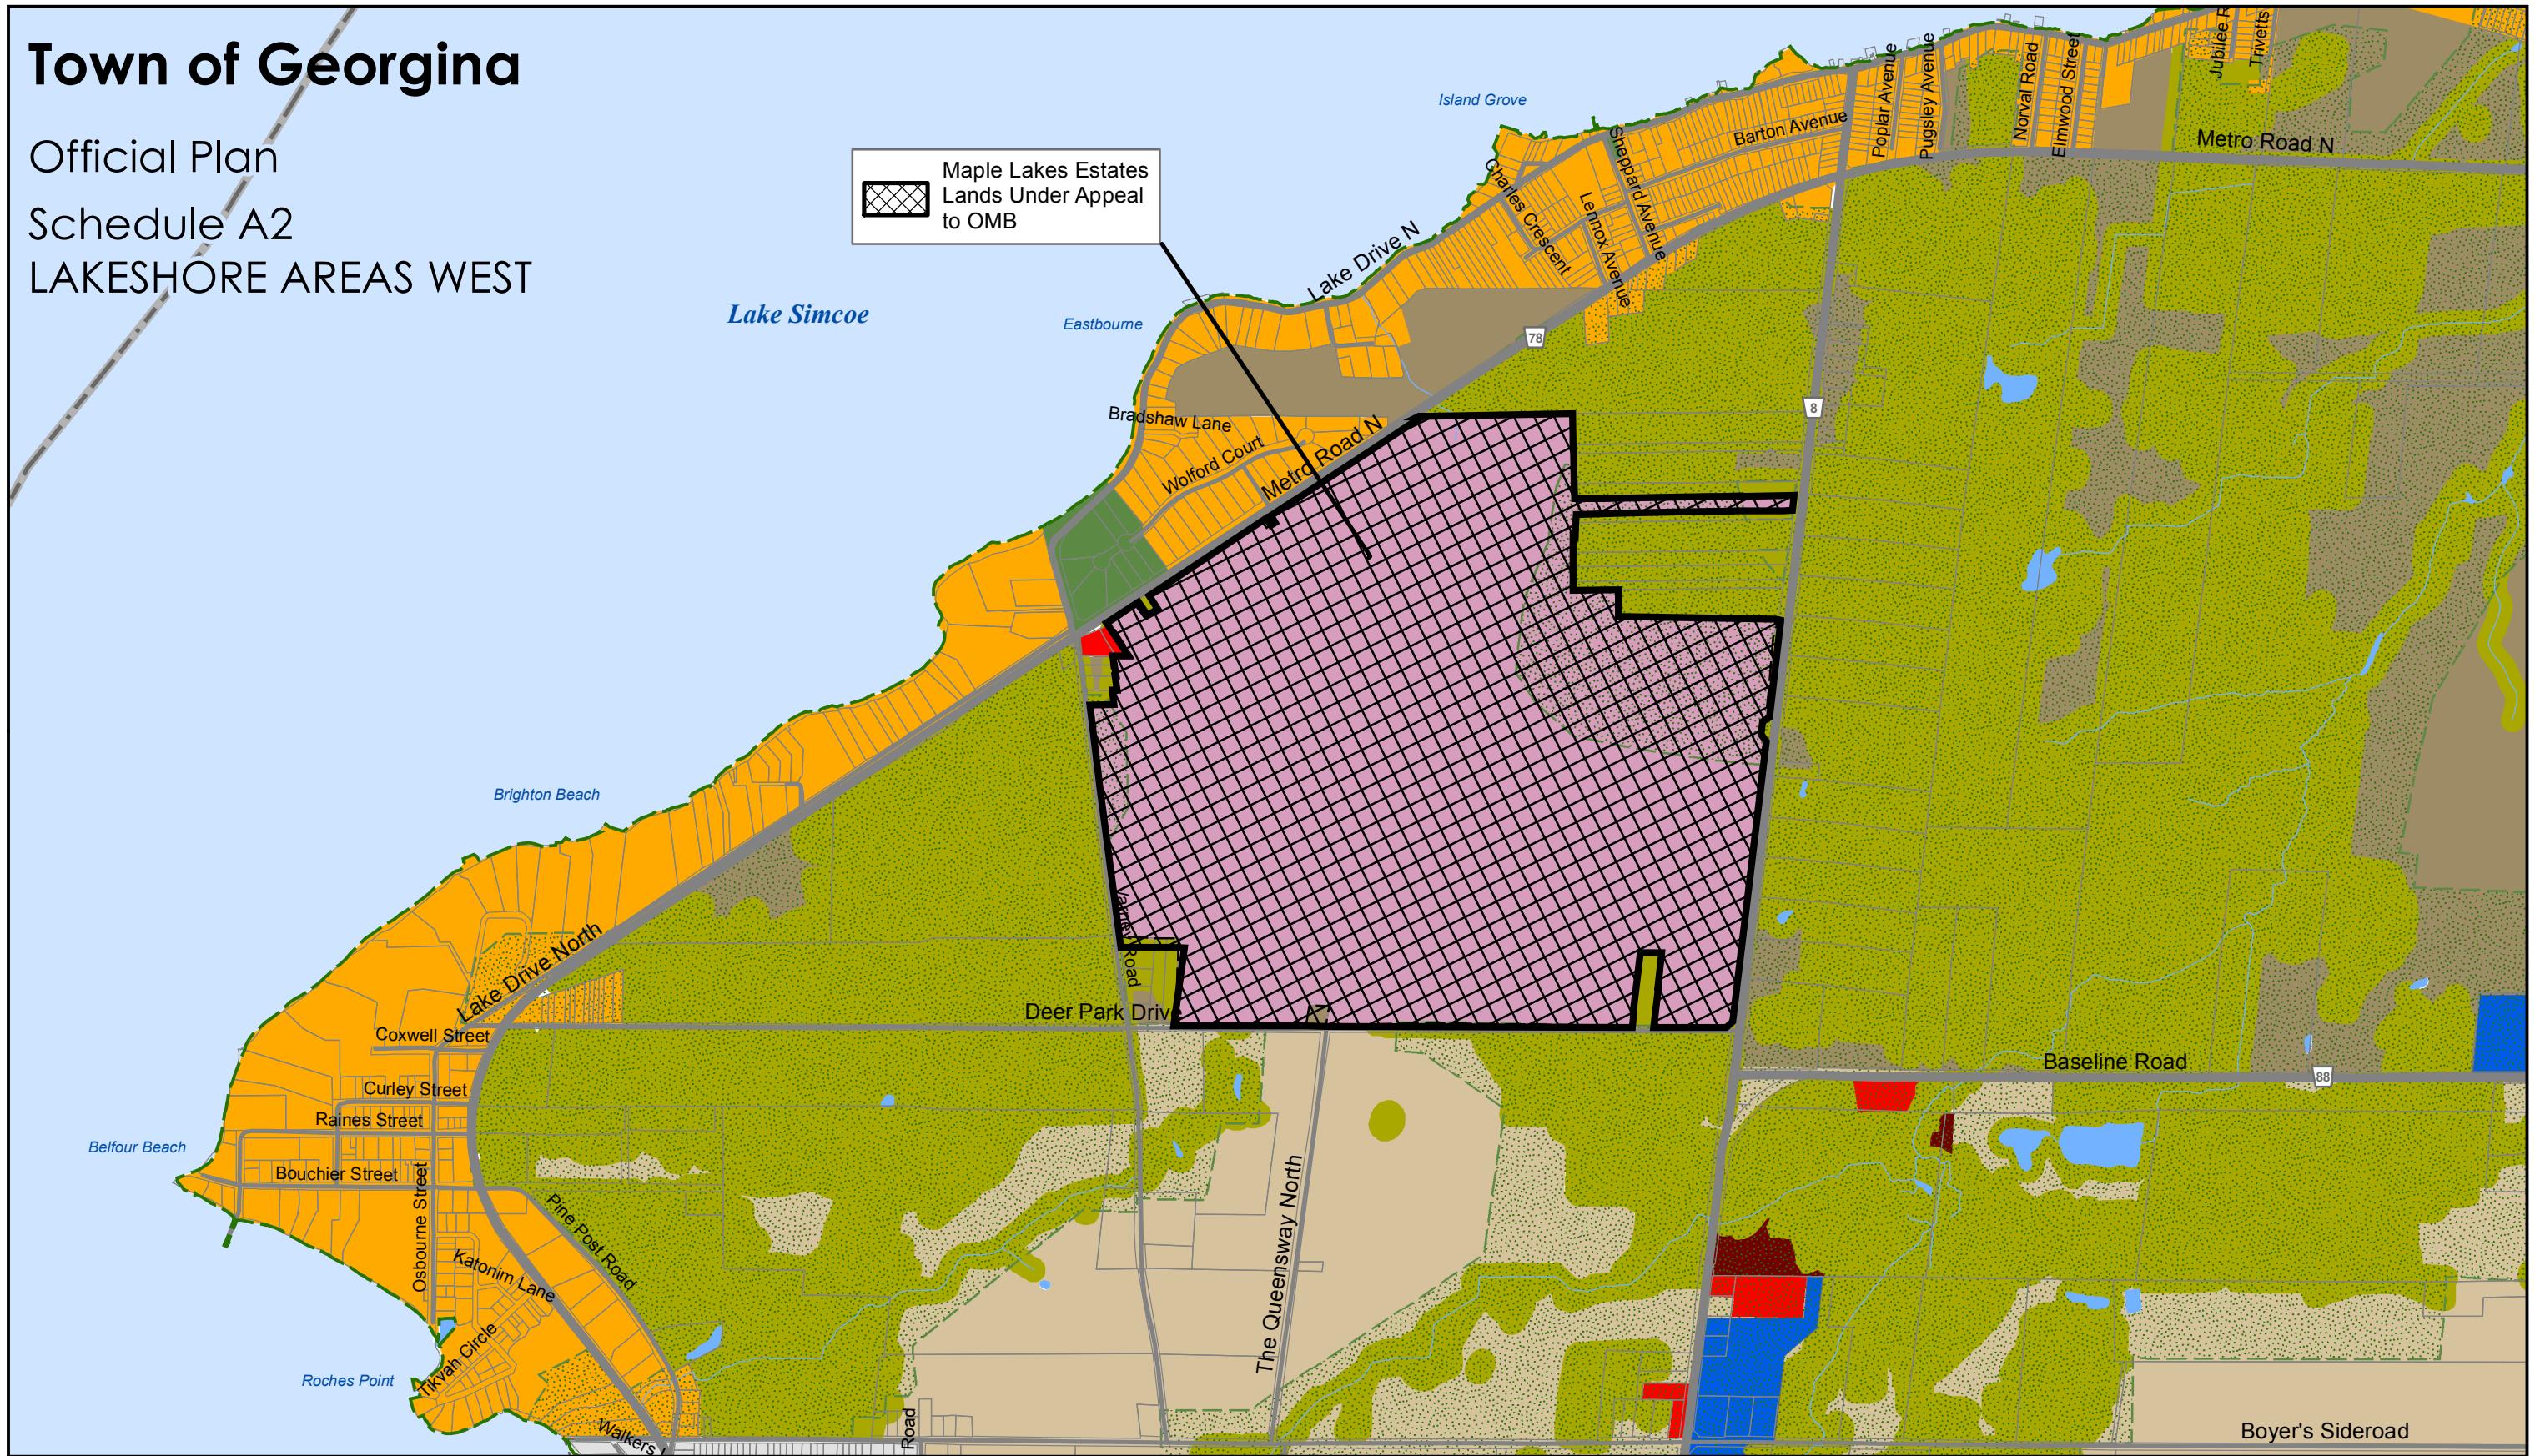 Town of Georgina
Official Plan
Schedule A2
LAKESHORE AREAS WEST
Maple Lakes Estates
Lands Under Appeal
to OMB
Island Grove
Lake Simcoe
Eastbourne
Brighton Beach
Belfour Beach
Roches Point
Jubilee R
Trivetts
Poplar Avenue
Pugsley Avenue
Norval Road
Elmwood Street
Metro Road N
Barton Avenue
Sheppard Avenue
Charles Crescent
Lennox Avenue
Lake Drive N
78
8
Bradshaw Lane
Wolford Court
Metro Road N
Varney Road
Deer Park Drive
Lake Drive North
Coxwell Street
Curley Street
Raines Street
Bouchier Street
Osbourne Street
Pine Post Road
Katonim Lane
Tikvah Circle
Walkers
Road
The Queensway North
Baseline Road
88
Boyer's Sideroad